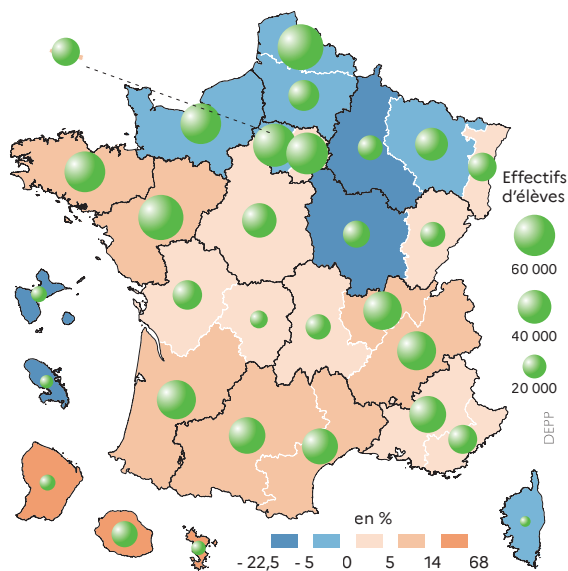 Effectifs
d'élèves
60 000
40 000
20 000
DEPP
en %
- 22,5 - 5 0 5 14 68